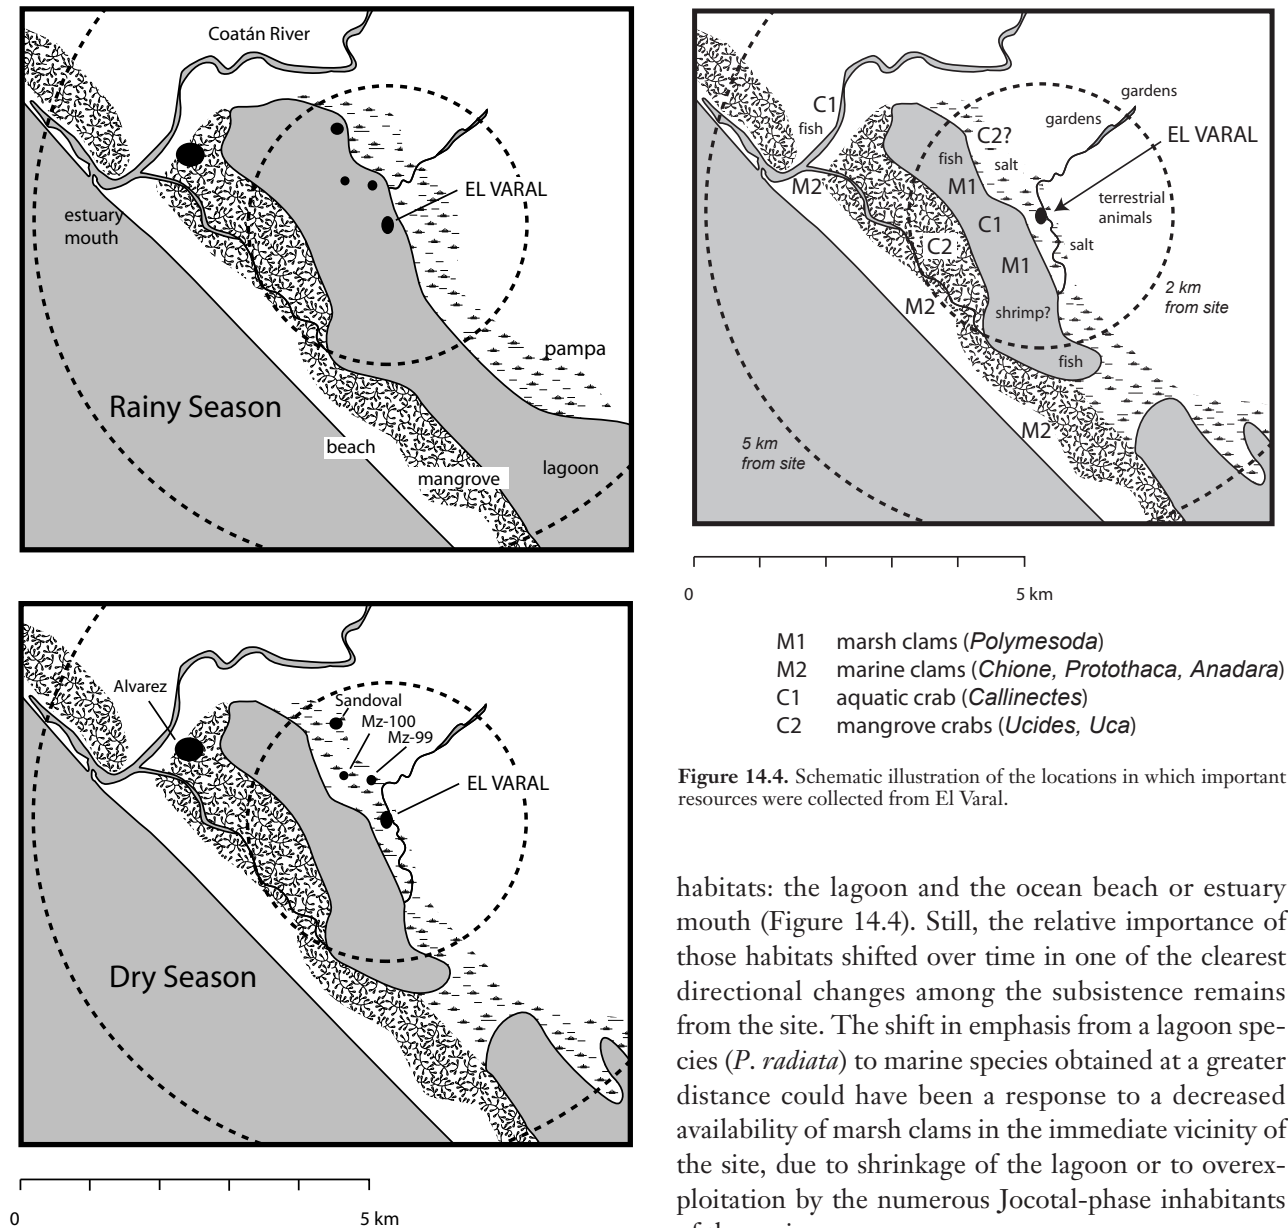 Coatán River
EL VARAL
estuary
mouth
pampa
Rainy Season
beach
mangrove
lagoon
Alvarez
Sandoval
Mz-100
Mz-99
EL VARAL
Dry Season
0
5 km
gardens
gardens
C1
fish
C2?
EL VARAL
fish
salt
M2
M1
terrestrial
animals
C1
C2
salt
M1
M2
2 km
from site
shrimp?
fish
M2
5 km
from site
0
5 km
M1 marsh clams (Polymesoda)
M2 marine clams (Chione, Protothaca, Anadara)
C1 aquatic crab (Callinectes)
C2 mangrove crabs (Ucides, Uca)
Figure 14.4. Schematic illustration of the locations in which important
resources were collected from El Varal.
habitats: the lagoon and the ocean beach or estuary
mouth (Figure 14.4). Still, the relative importance of
those habitats shifted over time in one of the clearest
directional changes among the subsistence remains
from the site. The shift in emphasis from a lagoon spe-
cies (P. radiata) to marine species obtained at a greater
distance could have been a response to a decreased
availability of marsh clams in the immediate vicinity of
the site, due to shrinkage of the lagoon or to overex-
ploitation by the numerous Jocotal-phase inhabitants